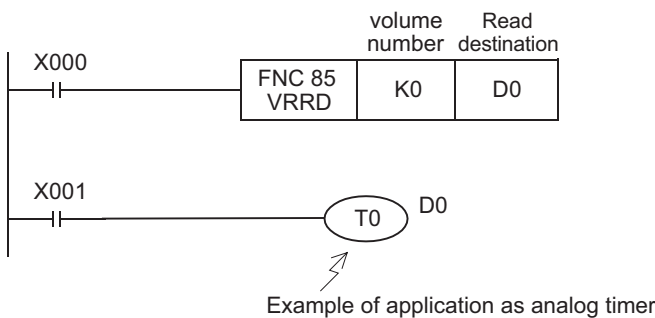 volume number
Read destination
X000
FNC 85 VRRD
K0
D0
X001
T0
D0
Example of application as analog timer